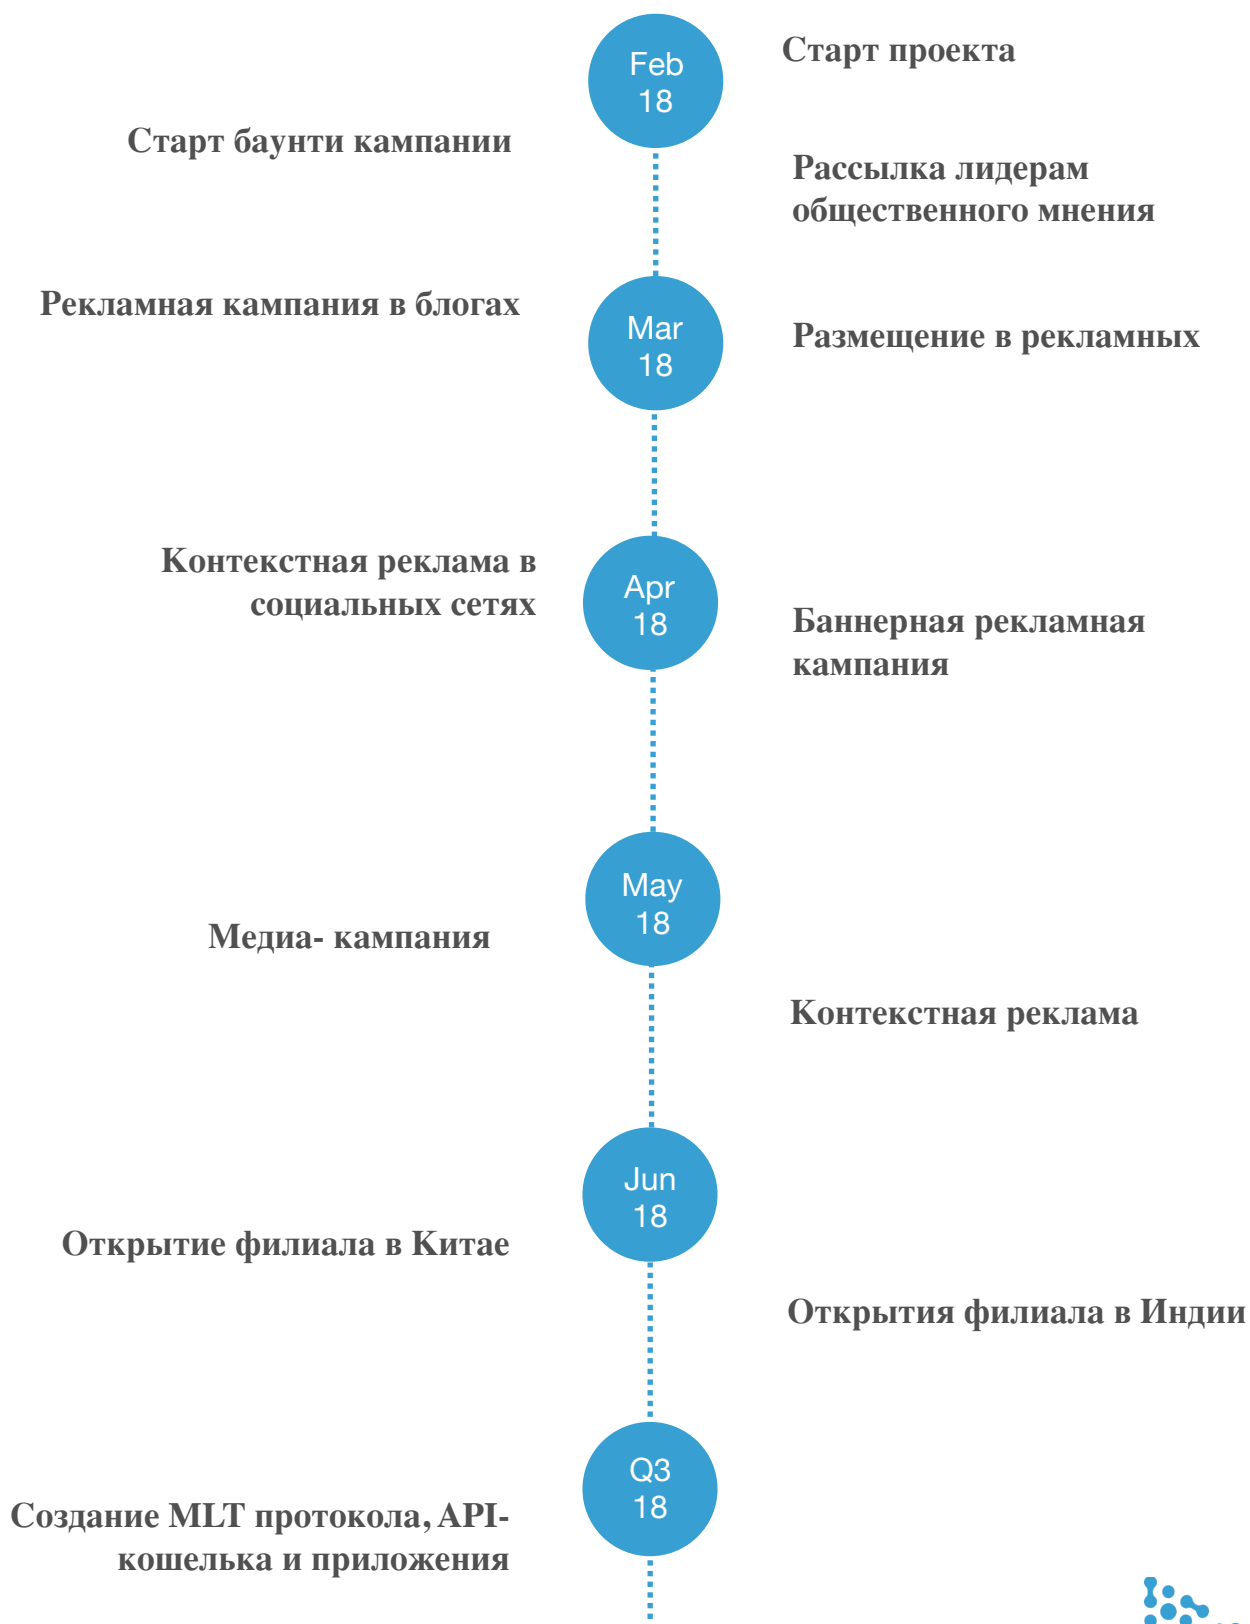 Feb
18
Старт проекта
Старт баунти кампании
Рассылка лидерам
общественного мнения
Рекламная кампания в блогах
Mar
18
Размещение в рекламных
Контекстная реклама в
социальных сетях
Apr
18
Баннерная рекламная
кампания
May
18
Медиа- кампания
Контекстная реклама
Jun
18
Открытие филиала в Китае
Открытия филиала в Индии
Q3
18
Создание MLT протокола, API-
кошелька и приложения